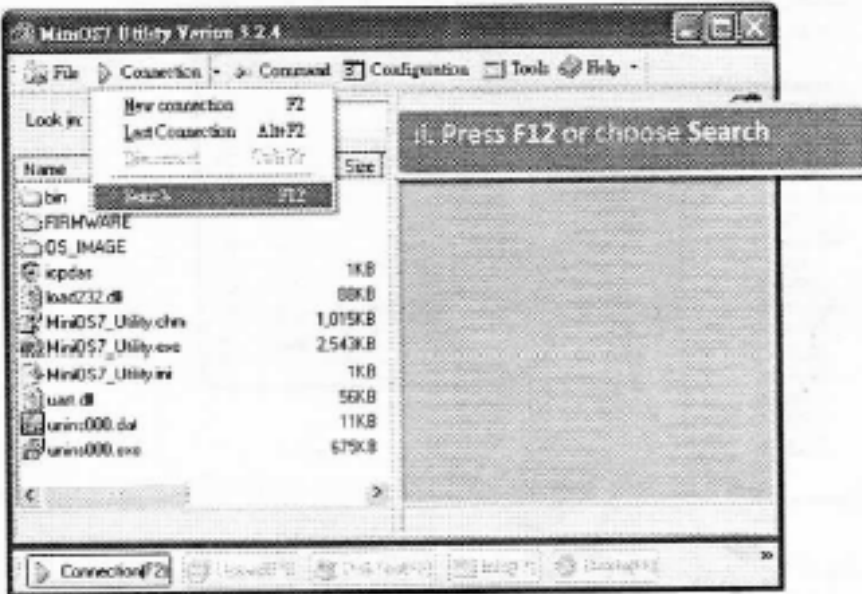 MiniOS7 Utility Version 3.2.4
File Connection Command Configuration Tools Help
Look in:
New connection F2
Last Connection Alt+F2
Search F12
ii. Press F12 or choose Search
Name Size
bin
FIRMWARE
OS_IMAGE
icpdas 1KB
load232.dll 88KB
MiniOS7_Utility.chm 1,015KB
MiniOS7_Utility.exe 2,543KB
MiniOS7_Utility.ini 1KB
uart.dll 56KB
unins000.dat 11KB
unins000.exe 675KB
Connection(F2)